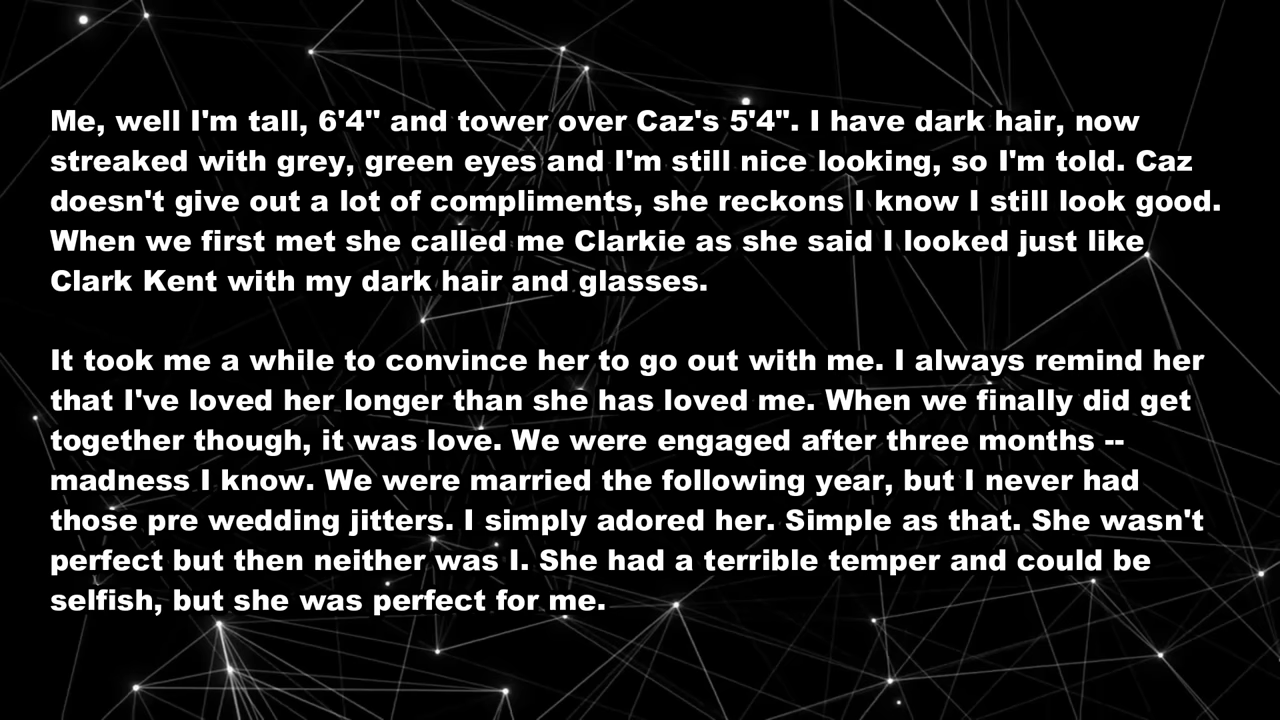 Me, well I'm tall, 6'4" and tower over Caz's 5'4". I have dark hair, now
streaked with grey, green eyes and I'm still nice looking, so I'm told. Caz
doesn't give out a lot of compliments, she reckons I know I still look good.
When we first met she called me Clarkie as she said I looked just like
Clark Kent with my dark hair and glasses.

It took me a while to convince her to go out with me. I always remind her
that I've loved her longer than she has loved me. When we finally did get
together though, it was love. We were engaged after three months --
madness I know. We were married the following year, but I never had
those pre wedding jitters. I simply adored her. Simple as that. She wasn't
perfect but then neither was I. She had a terrible temper and could be
selfish, but she was perfect for me.